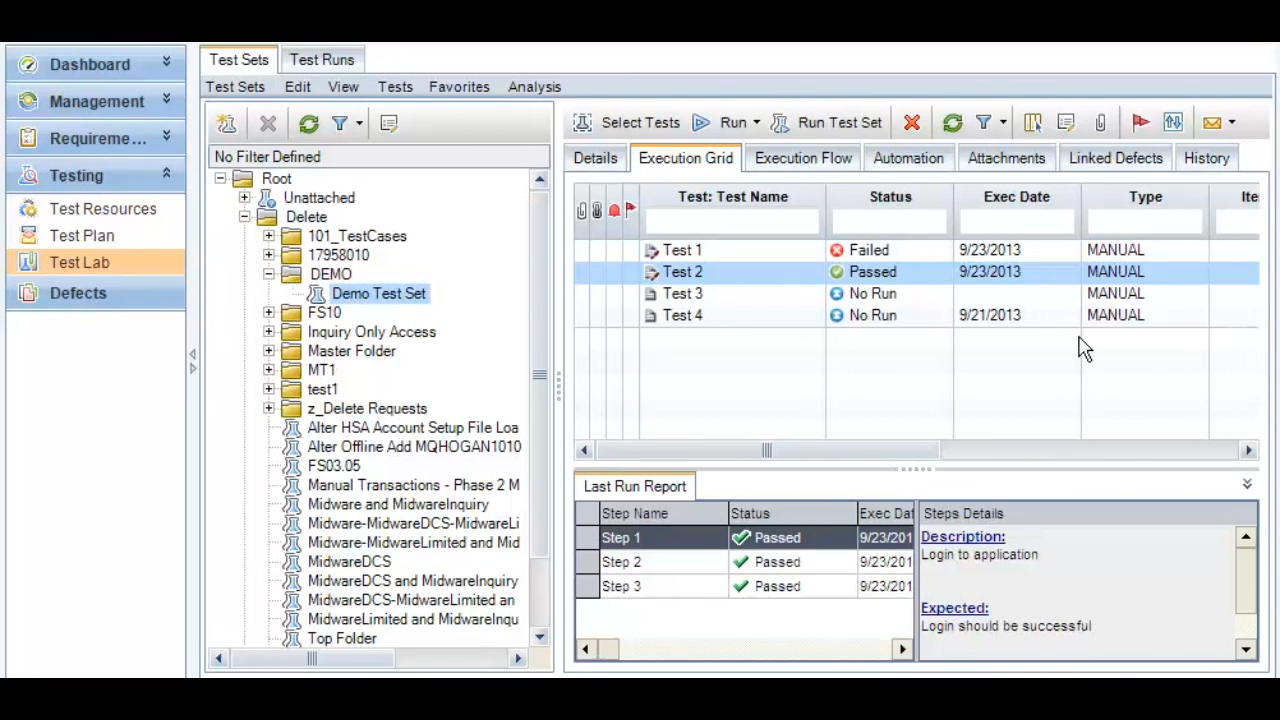 Dashboard
Management
Requireme...
Testing
Test Resources
Test Plan
Test Lab
Defects
Test Sets Test Runs
Test Sets Edit View Tests Favorites Analysis
No Filter Defined
Root
Unattached
Delete
101_TestCases
17958010
DEMO
Demo Test Set
FS10
Inquiry Only Access
Master Folder
MT1
test1
z_Delete Requests
Alter HSA Account Setup File Loa
Alter Offline Add MQHOGAN1010
FS03.05
Manual Transactions - Phase 2 M
Midware and MidwareInquiry
Midware-MidwareDCS-MidwareLi
Midware-MidwareLimited and Mid
MidwareDCS
MidwareDCS and MidwareInquiry
MidwareDCS-MidwareLimited an
MidwareLimited and MidwareInqu
Top Folder
Select Tests Run Run Test Set
Details Execution Grid Execution Flow Automation Attachments Linked Defects History
Test: Test Name Status Exec Date Type Ite
Test 1 Failed 9/23/2013 MANUAL
Test 2 Passed 9/23/2013 MANUAL
Test 3 No Run MANUAL
Test 4 No Run 9/21/2013 MANUAL
Last Run Report
Step Name Status Exec Dat
Step 1 Passed 9/23/201
Step 2 Passed 9/23/201
Step 3 Passed 9/23/201
Steps Details
Description:
Login to application
Expected:
Login should be successful